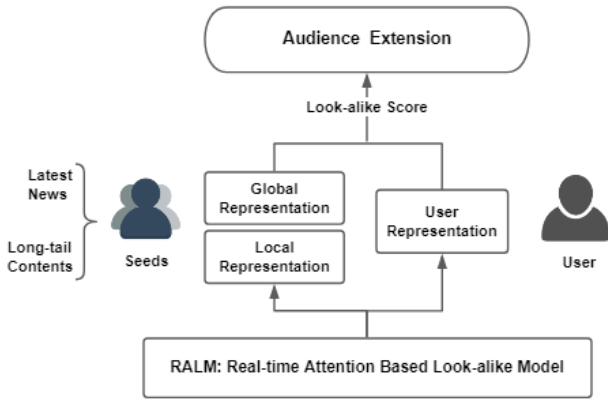 Audience Extension
Look-alike Score
Latest
News
Long-tail
Contents
Seeds
Global
Representation
Local
Representation
User
Representation
User
RALM: Real-time Attention Based Look-alike Model